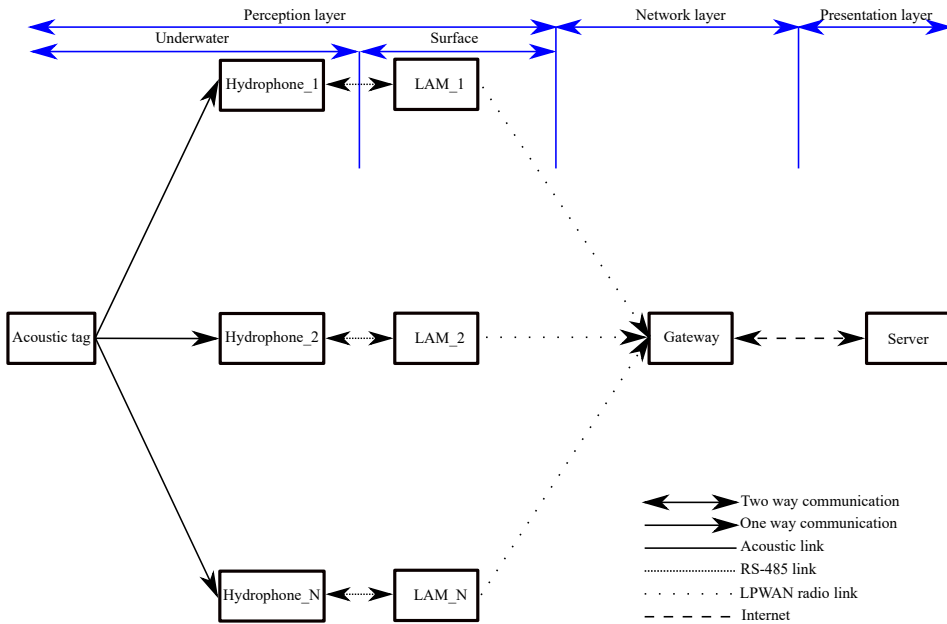 Perception layer
Network layer
Presentation layer
Underwater
Surface
Hydrophone_1
LAM_1
Acoustic tag
Hydrophone_2
LAM_2
Gateway
Server
Two way communication
One way communication
Acoustic link
RS-485 link
Hydrophone_N
LAM_N
LPWAN radio link
Internet